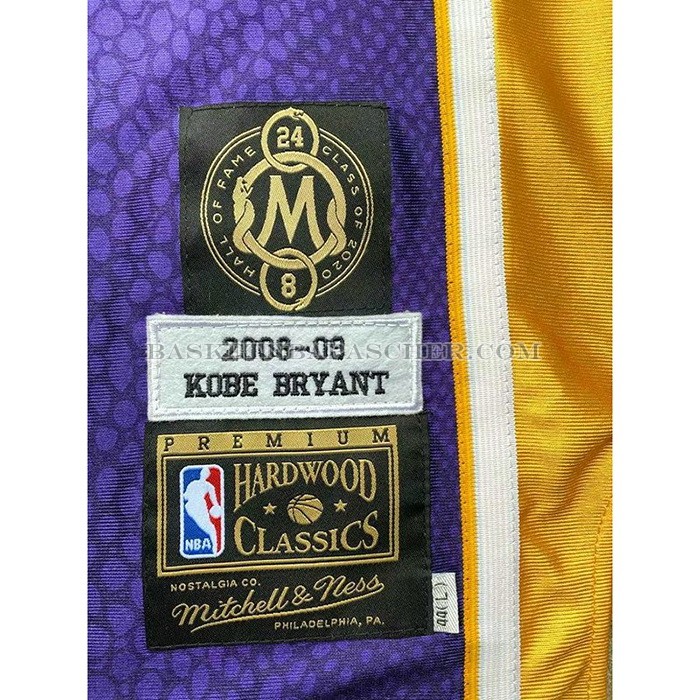 24
HALL OF FAME CLASS OF 2020
M
8
2008-09
KOBE BRYANT
PREMIUM
HARDWOOD
CLASSICS
NBA
NOSTALGIA CO.
Mitchell & Ness
PHILADELPHIA, PA.
44(L)